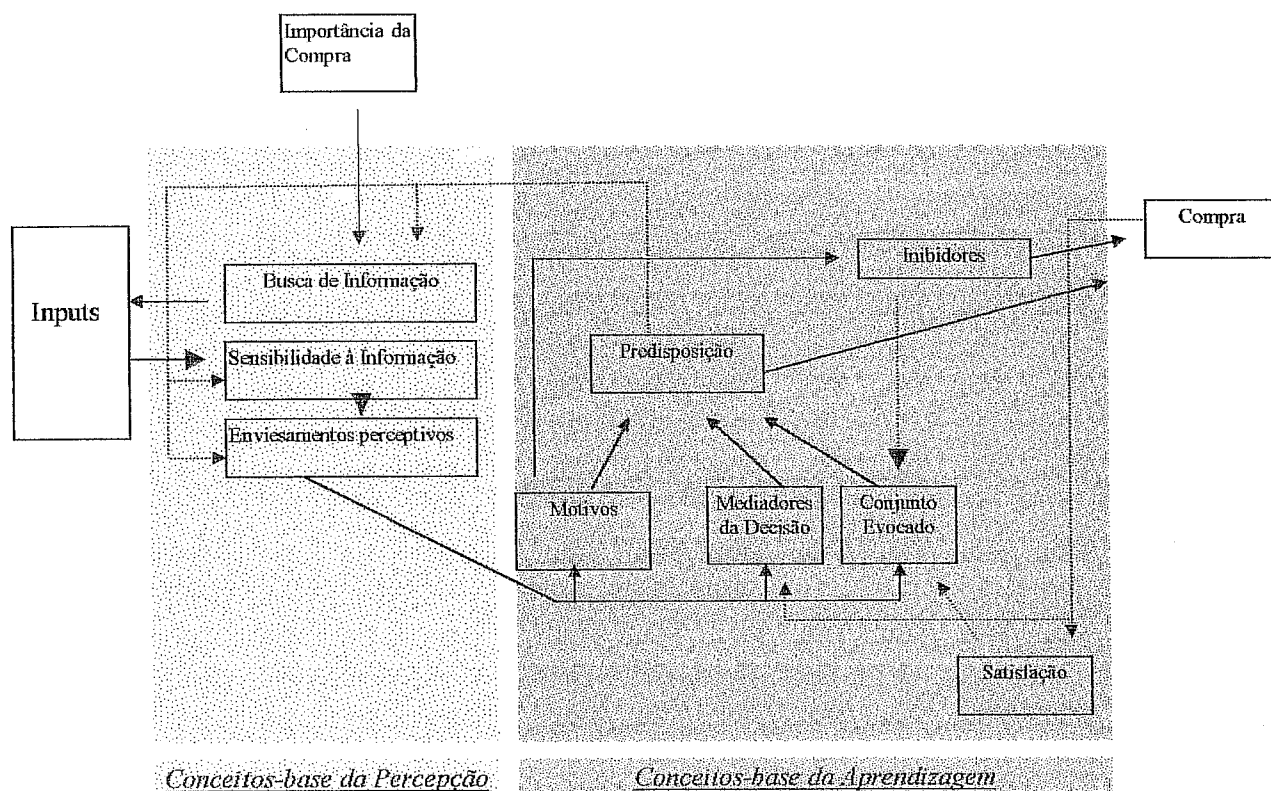 Importância da
Compra
Compra
Inputs
Busca de Informação
Sensibilidade à Informação
Enviesamentos perceptivos
Inibidores
Predisposição
Motivos
Mediadores
da Decisão
Conjunto
Evocado
Satisfação
Conceitos-base da Percepção
Conceitos-base da Aprendizagem